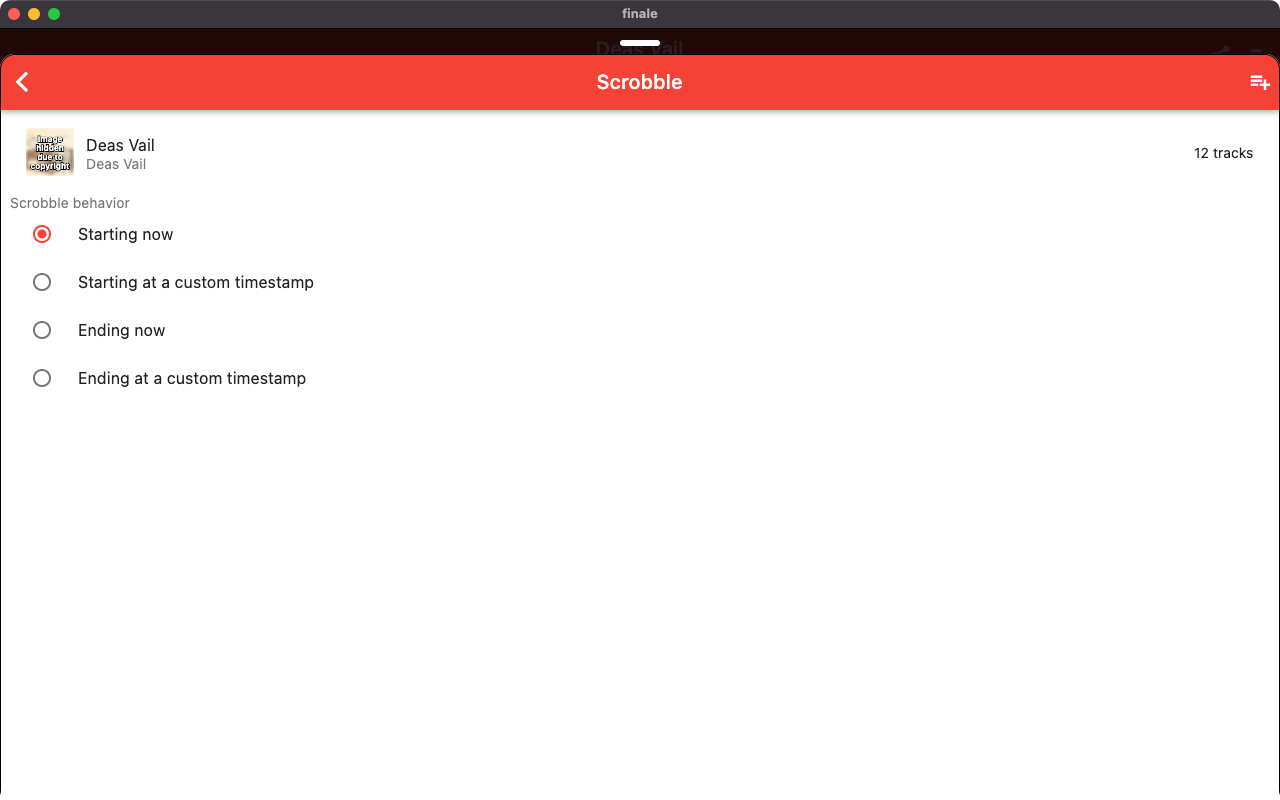 finale
Deas Vail
Scrobble
Image
hidden
due to
copyright
Deas Vail
Deas Vail
12 tracks
Scrobble behavior
Starting now
Starting at a custom timestamp
Ending now
Ending at a custom timestamp